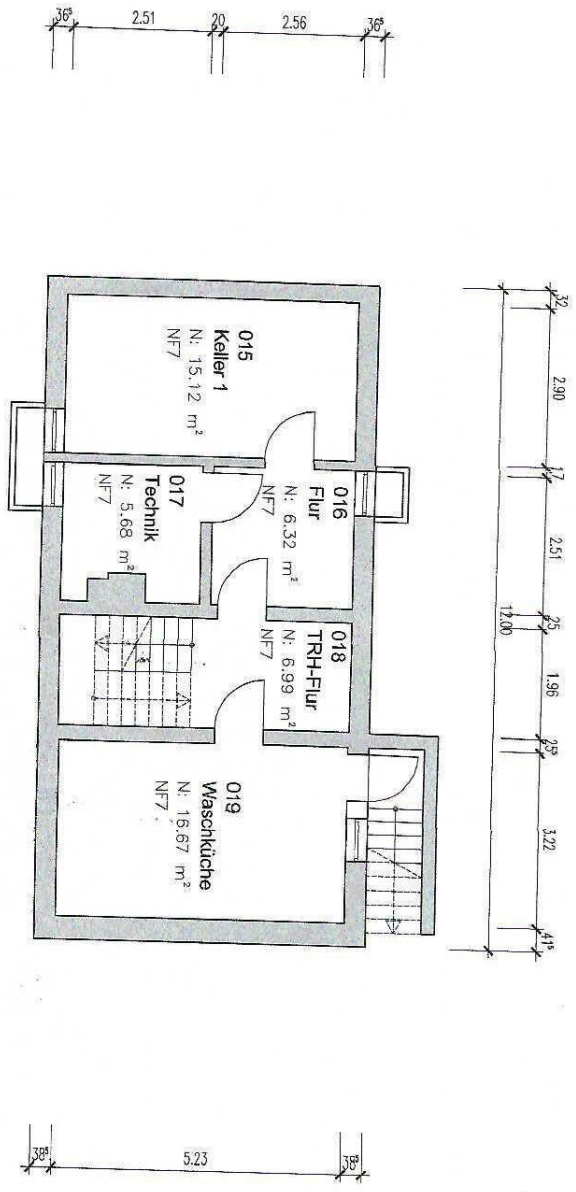 36⁵
2.51
20
2.56
36⁵
32
2.90
17
2.51
25
1.96
25⁵
3.22
41⁵
12.00
015
Keller 1
N: 15.12 m²
NF7
016
Flur
N: 6.32 m²
NF7
017
Technik
N: 5.68 m²
NF7
018
TRH-Flur
N: 6.99 m²
NF7
019
Waschküche
N: 16.67 m²
NF7
38⁵
5.23
38⁵